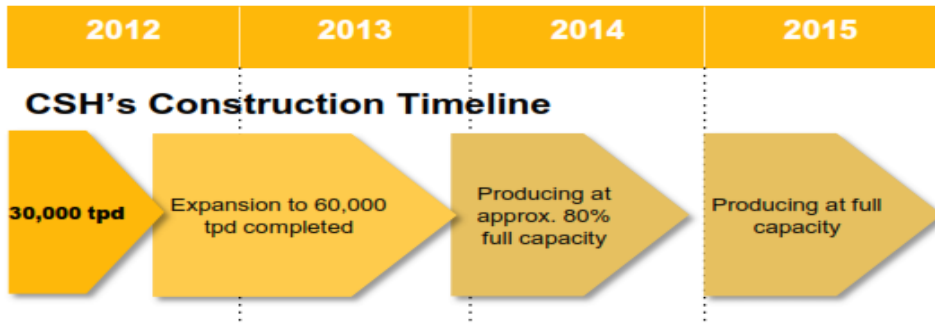 2012 2013 2014 2015
CSH's Construction Timeline
30,000 tpd
Expansion to 60,000
tpd completed
Producing at
approx. 80%
full capacity
Producing at full
capacity